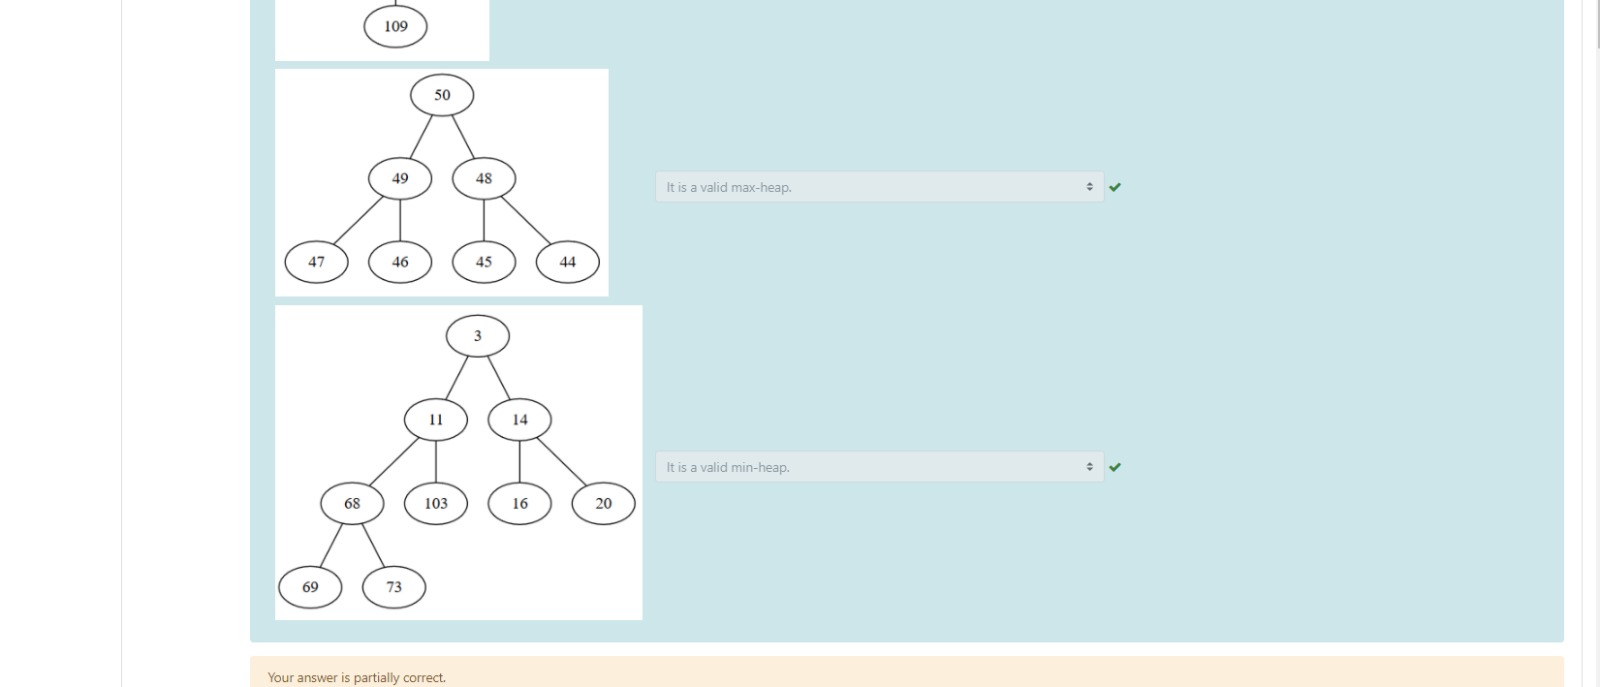 109
50
49 48
It is a valid max-heap.
47 46 45 44
3
11 14
It is a valid min-heap.
68 103 16 20
69 73
Your answer is partially correct.